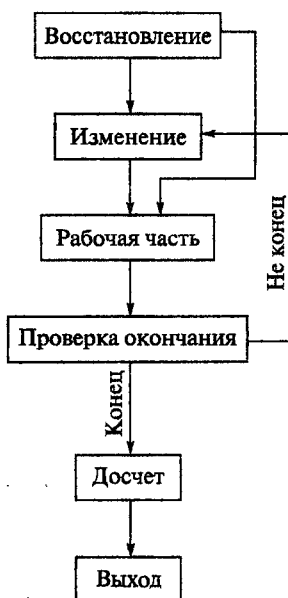 Восстановление
Изменение
Рабочая часть
Не конец
Проверка окончания
Конец
Досчет
Выход